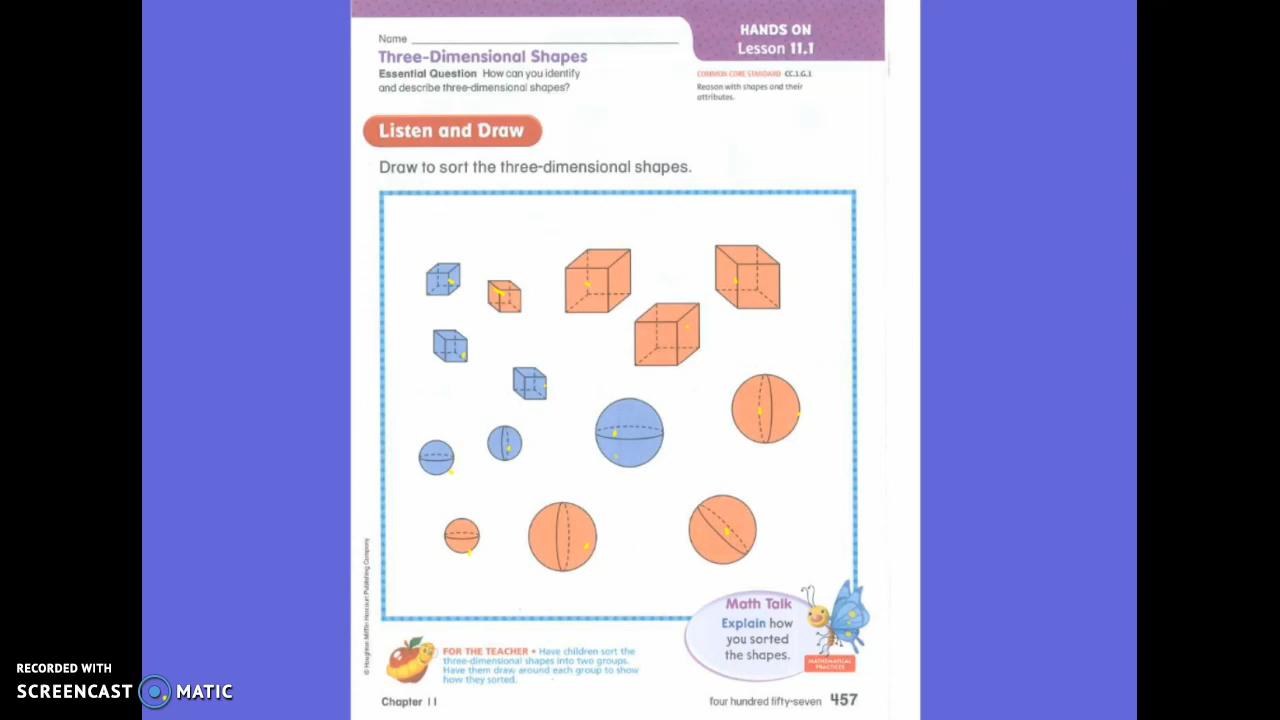 Name
HANDS ON
Lesson 11.1
Three-Dimensional Shapes
Essential Question How can you identify
and describe three-dimensional shapes?
COMMON CORE STANDARD CC.1.G.1
Reason with shapes and their
attributes.
Listen and Draw
Draw to sort the three-dimensional shapes.
© Houghton Mifflin Harcourt Publishing Company
Math Talk
Explain how
you sorted
the shapes.
MATHEMATICAL
PRACTICES
FOR THE TEACHER • Have children sort the
three-dimensional shapes into two groups.
Have them draw around each group to show
how they sorted.
Chapter 11
four hundred fifty-seven 457
RECORDED WITH
SCREENCAST MATIC